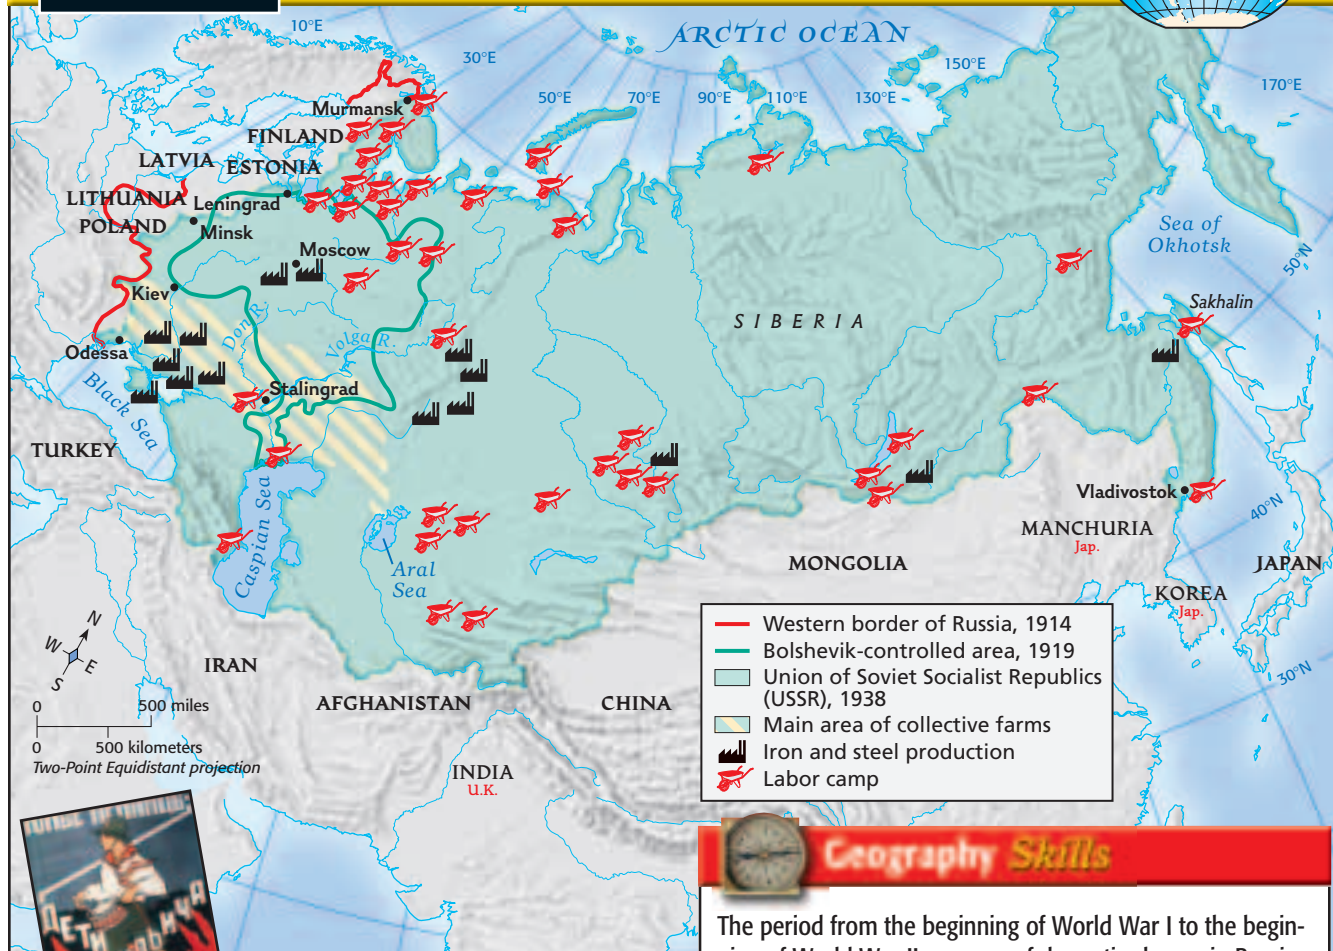 10°E
ARCTIC OCEAN
30°E
150°E
170°E
50°E
70°E
90°E
110°E
130°E
Murmansk
FINLAND
LATVIA
ESTONIA
LITHUANIA
Leningrad
POLAND
Minsk
Sea of
Okhotsk
50°N
Moscow
Kiev
Sakhalin
Don R.
Volga R.
SIBERIA
Odessa
Black Sea
Stalingrad
TURKEY
Caspian Sea
Vladivostok
40°N
MANCHURIA
Jap.
Aral
Sea
MONGOLIA
JAPAN
KOREA
Jap.
N
W
E
S
IRAN
30°N
AFGHANISTAN
CHINA
0 500 miles
0 500 kilometers
Two-Point Equidistant projection
INDIA
U.K.
Western border of Russia, 1914
Bolshevik-controlled area, 1919
Union of Soviet Socialist Republics
(USSR), 1938
Main area of collective farms
Iron and steel production
Labor camp
Geography Skills
The period from the beginning of World War I to the begin-